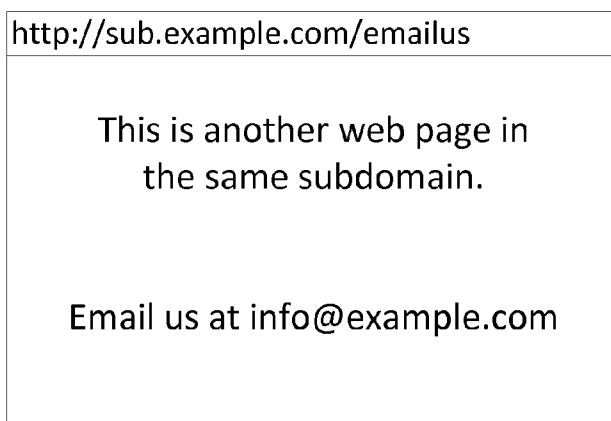 http://sub.example.com/emailus
This is another web page in
the same subdomain.
Email us at info@example.com